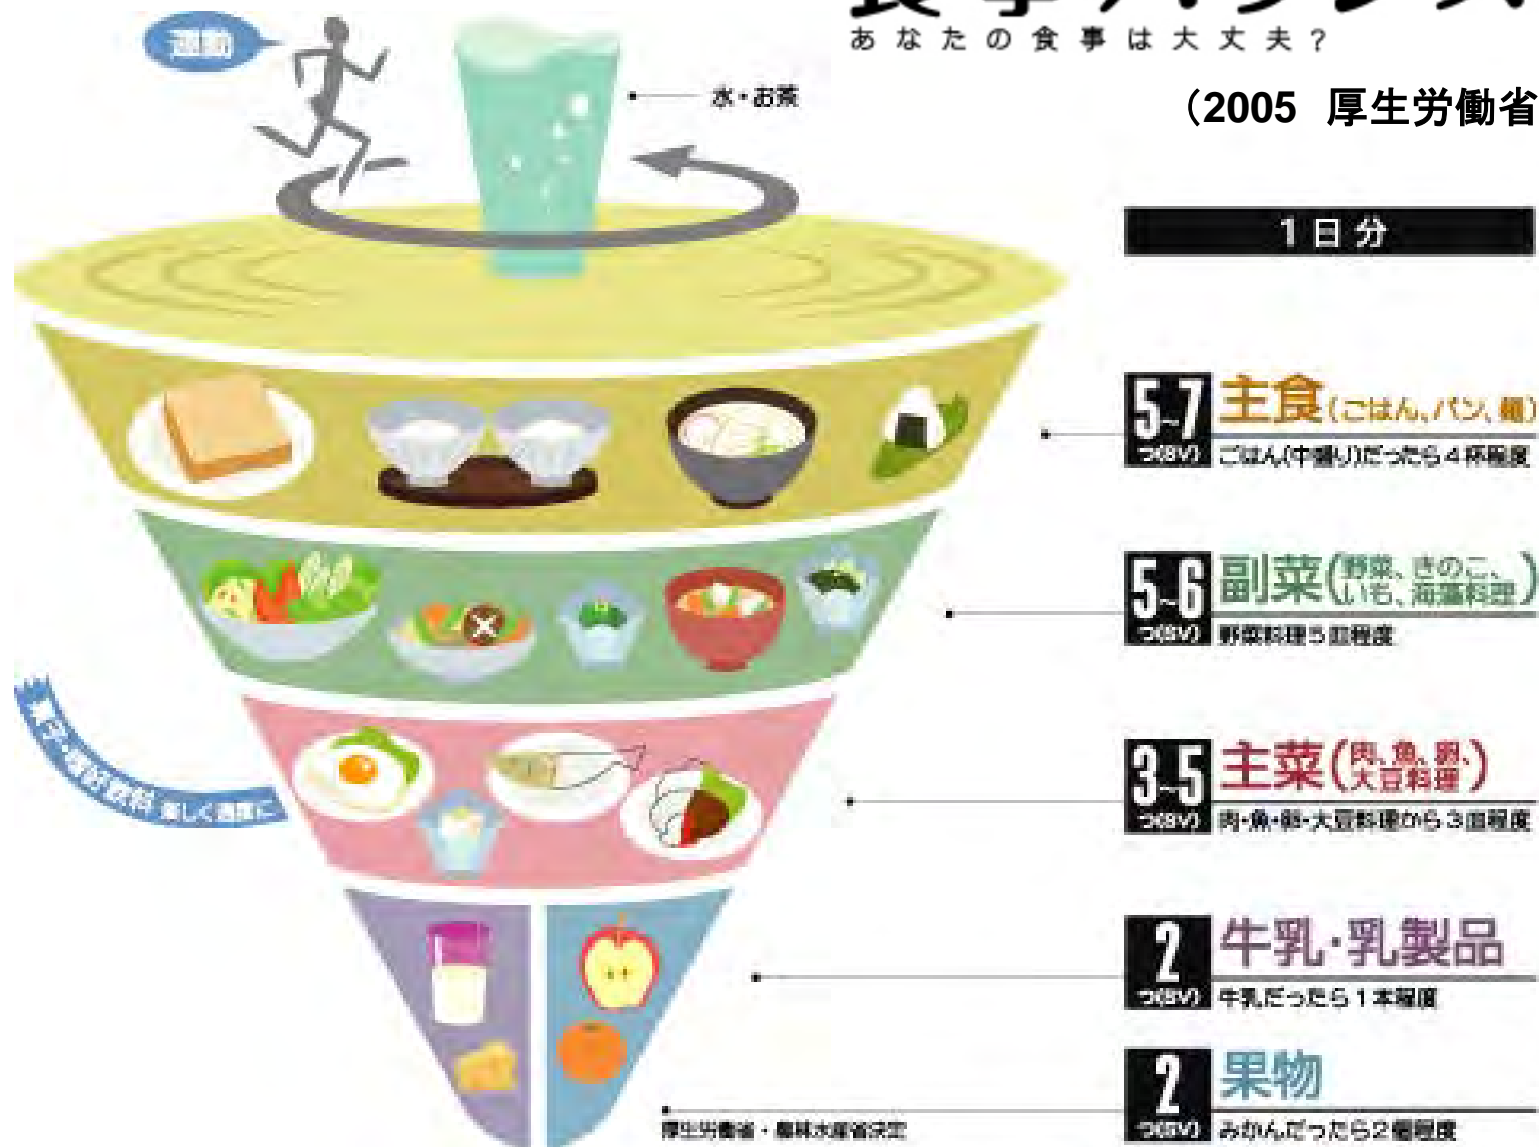 食事バランス
あなたの食事は大丈夫?
(2005 厚生労働省
運動
水・お茶
1日分
5~7 つ(SV) 主食(ごはん、パン、麺)
ごはん(中盛り)だったら4杯程度
5~6 つ(SV) 副菜(野菜、きのこ、いも、海藻料理)
野菜料理5皿程度
3~5 つ(SV) 主菜(肉、魚、卵、大豆料理)
肉・魚・卵・大豆料理から3皿程度
菓子・嗜好飲料 楽しく適度に
2 つ(SV) 牛乳・乳製品
牛乳だったら1本程度
2 つ(SV) 果物
みかんだったら2個程度
厚生労働省・農林水産省決定